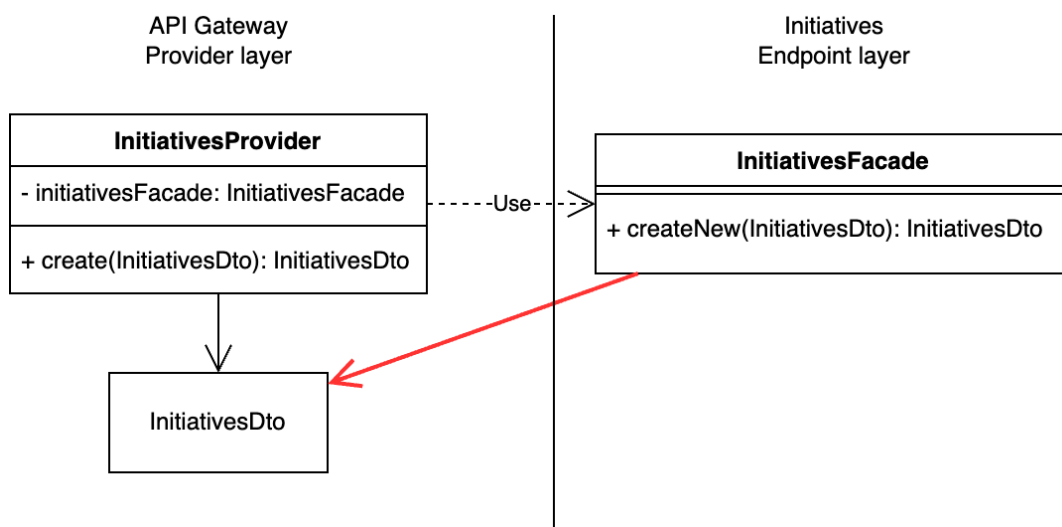 API Gateway
Provider layer
Initiatives
Endpoint layer
InitiativesProvider
- initiativesFacade: InitiativesFacade
+ create(InitiativesDto): InitiativesDto
Use
InitiativesFacade
+ createNew(InitiativesDto): InitiativesDto
InitiativesDto